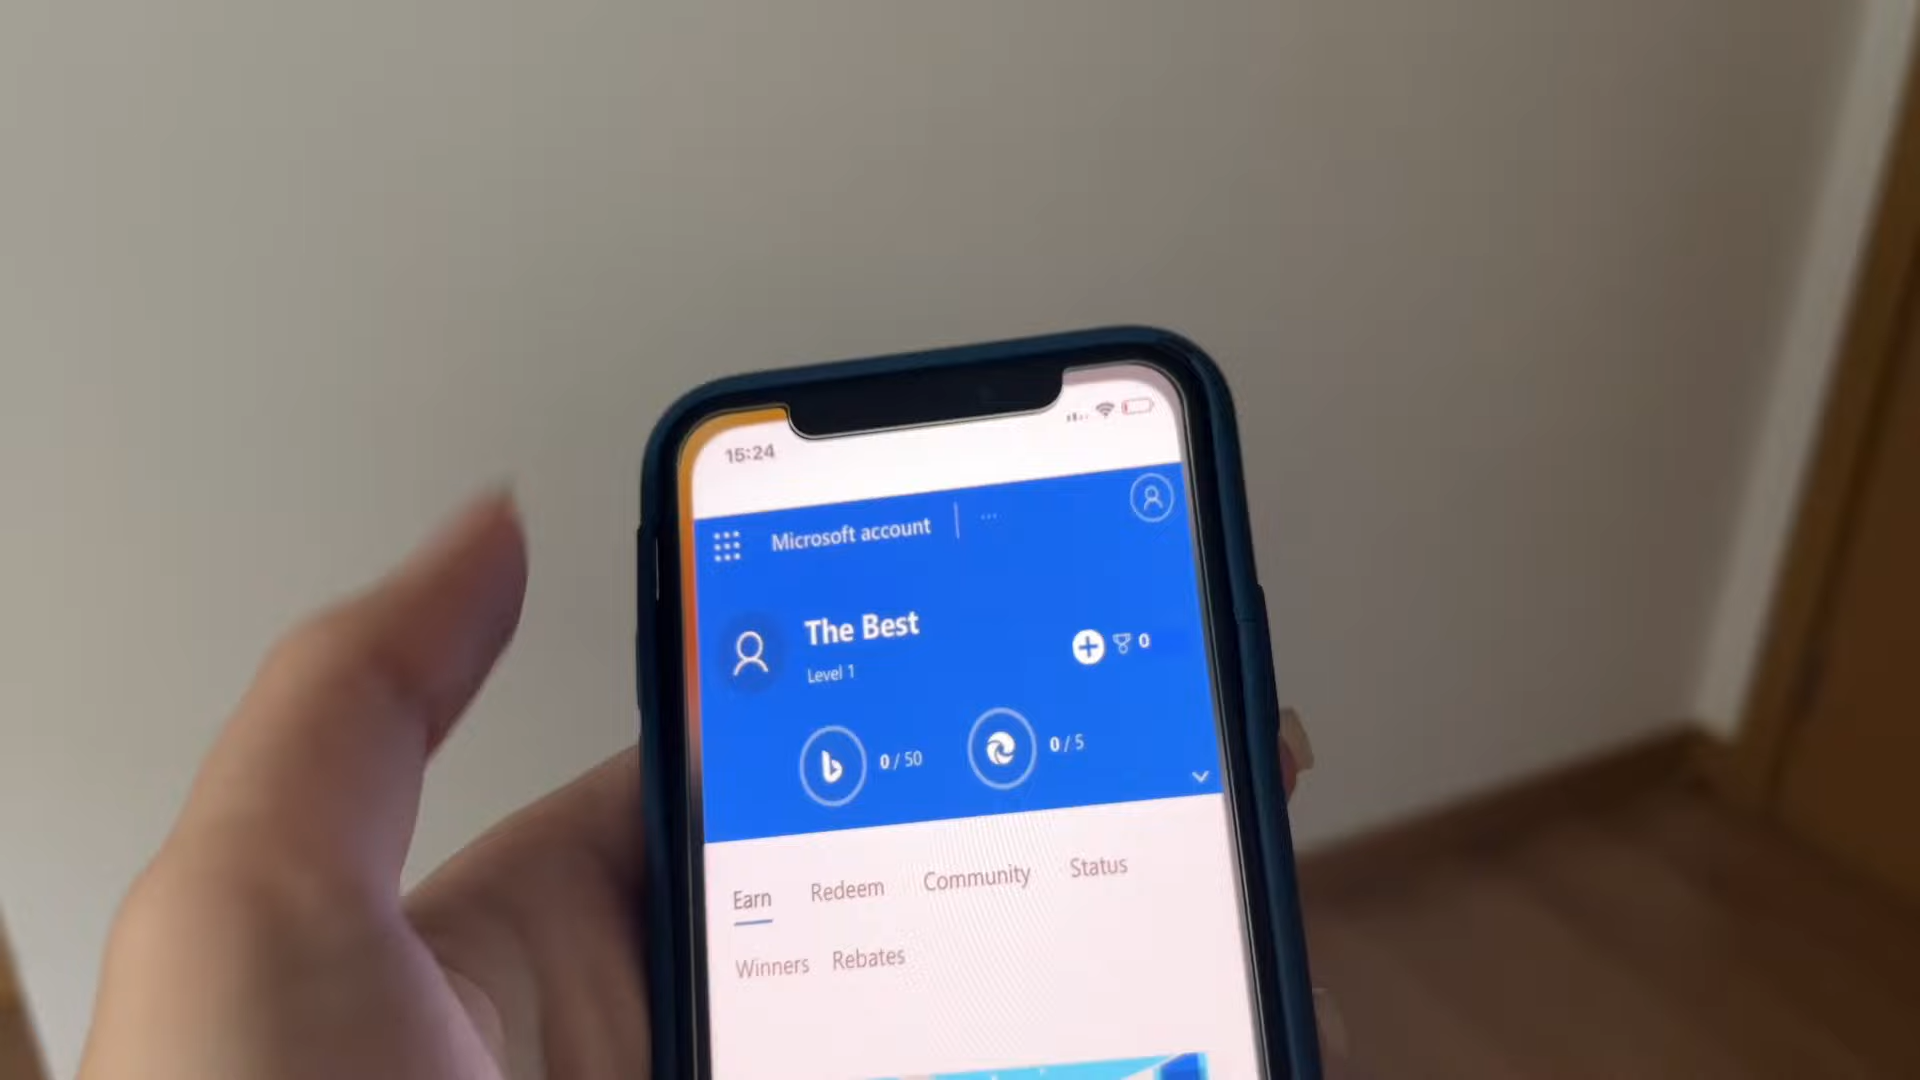 15:24
Microsoft account | ...
The Best
Level 1
0
0 / 50
0 / 5
Earn Redeem Community Status
Winners Rebates